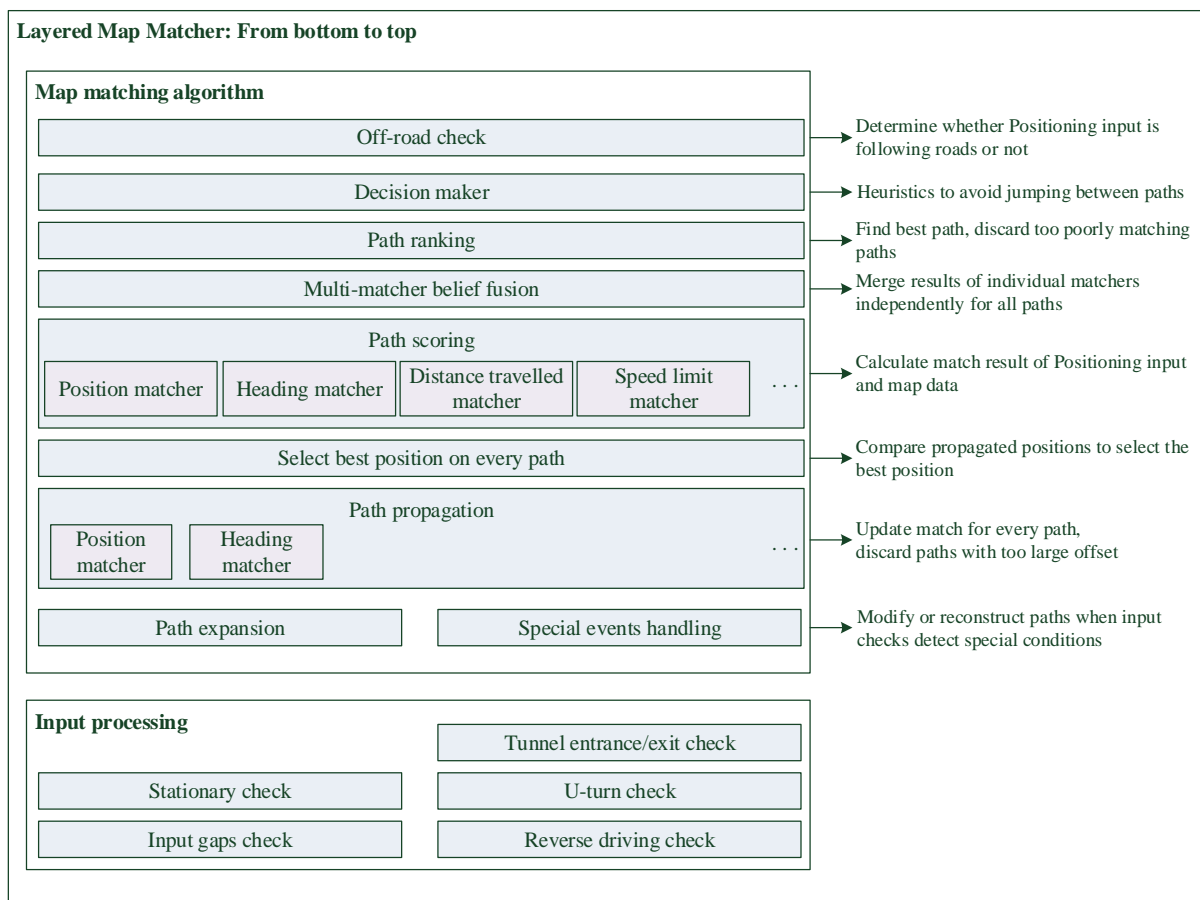 Layered Map Matcher: From bottom to top
Map matching algorithm
Off-road check
Determine whether Positioning input is
following roads or not
Decision maker
Heuristics to avoid jumping between paths
Path ranking
Find best path, discard too poorly matching
paths
Multi-matcher belief fusion
Merge results of individual matchers
independently for all paths
Path scoring
Position matcher
Heading matcher
Distance travelled
matcher
Speed limit
matcher
. . .
Calculate match result of Positioning input
and map data
Select best position on every path
Compare propagated positions to select the
best position
Path propagation
Position
matcher
Heading
matcher
. . .
Update match for every path,
discard paths with too large offset
Path expansion
Special events handling
Modify or reconstruct paths when input
checks detect special conditions
Input processing
Tunnel entrance/exit check
Stationary check
U-turn check
Input gaps check
Reverse driving check